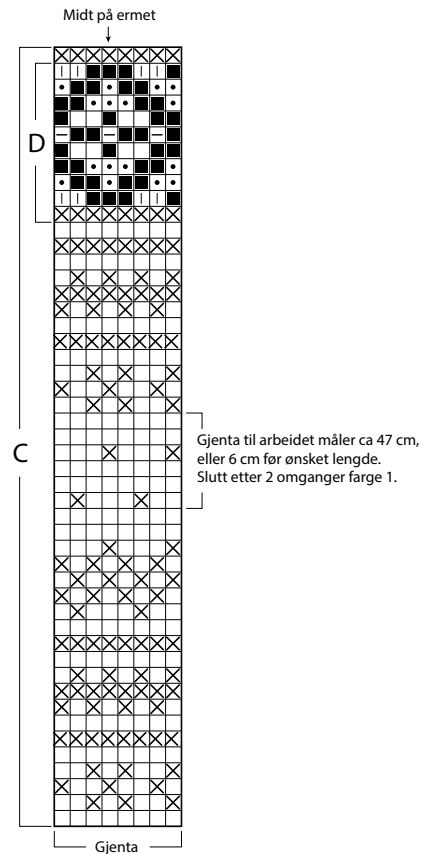 Midt på ermet
D
C
Gjenta til arbeidet måler ca 47 cm,
eller 6 cm før ønsket lengde.
Slutt etter 2 omganger farge 1.
Gjenta